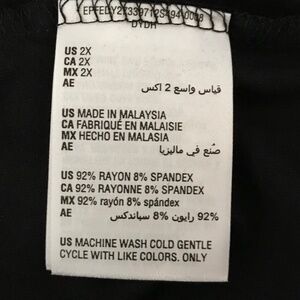 DYDH
US 2X
CA 2X
MX 2X
AE قياس واسع 2 اكس
US MADE IN MALAYSIA
CA FABRIQUÉ EN MALAISIE
MX HECHO EN MALASIA
AE صُنع في ماليزيا
US 92% RAYON 8% SPANDEX
CA 92% RAYONNE 8% SPANDEX
MX 92% rayón 8% spándex
AE 92% رايون 8% سباندكس
US MACHINE WASH COLD GENTLE
CYCLE WITH LIKE COLORS. ONLY